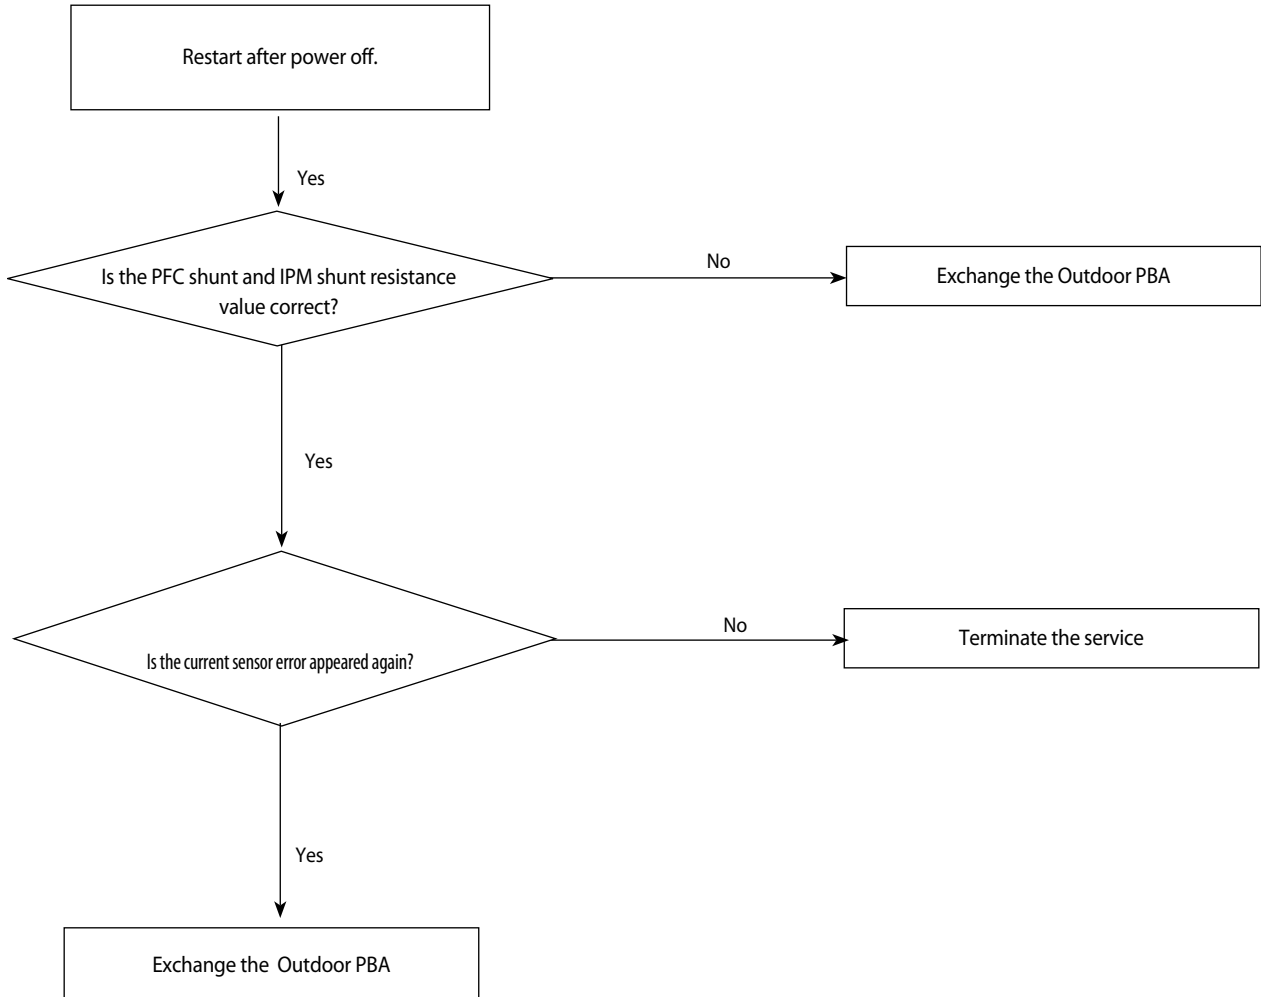 Restart after power off.
Yes
Is the PFC shunt and IPM shunt resistance
value correct?
No
Exchange the Outdoor PBA
Yes
Is the current sensor error appeared again?
No
Terminate the service
Yes
Exchange the  Outdoor PBA